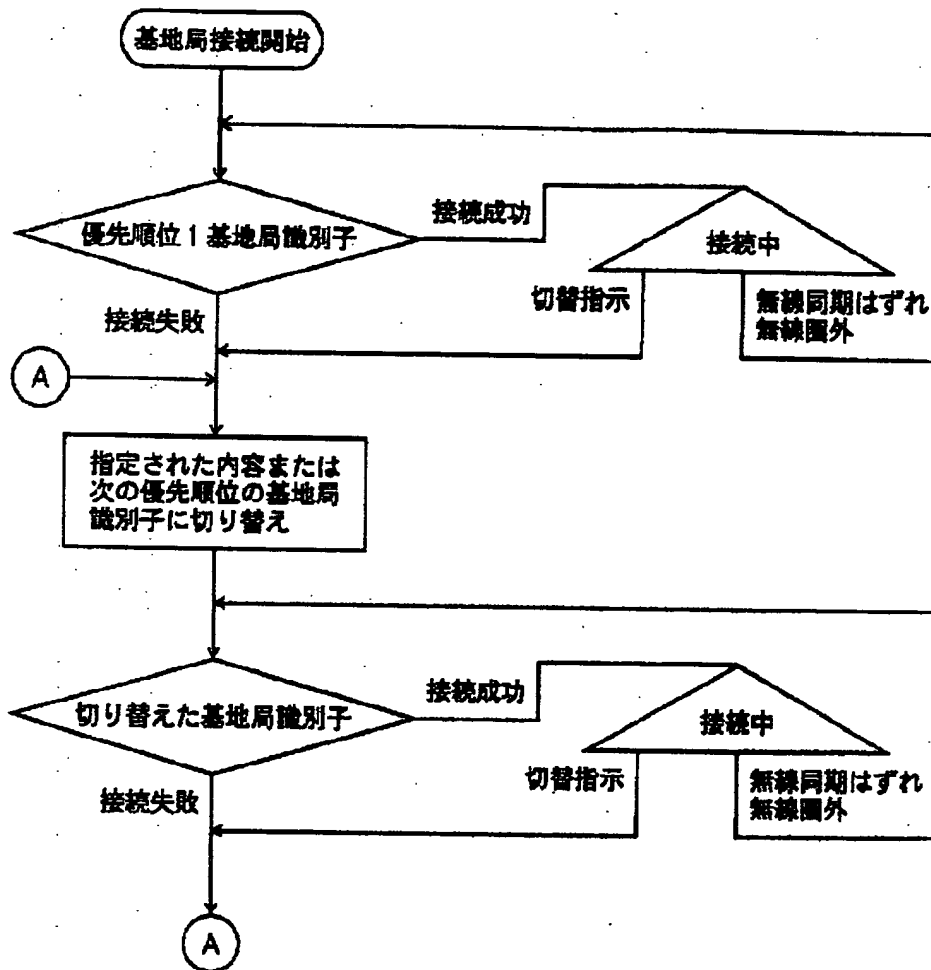 基地局接続開始
優先順位1基地局識別子
接続成功
接続中
切替指示
無線同期はずれ
無線圏外
接続失敗
A
指定された内容または
次の優先順位の基地局
識別子に切り替え
切り替えた基地局識別子
接続成功
接続中
切替指示
無線同期はずれ
無線圏外
接続失敗
A